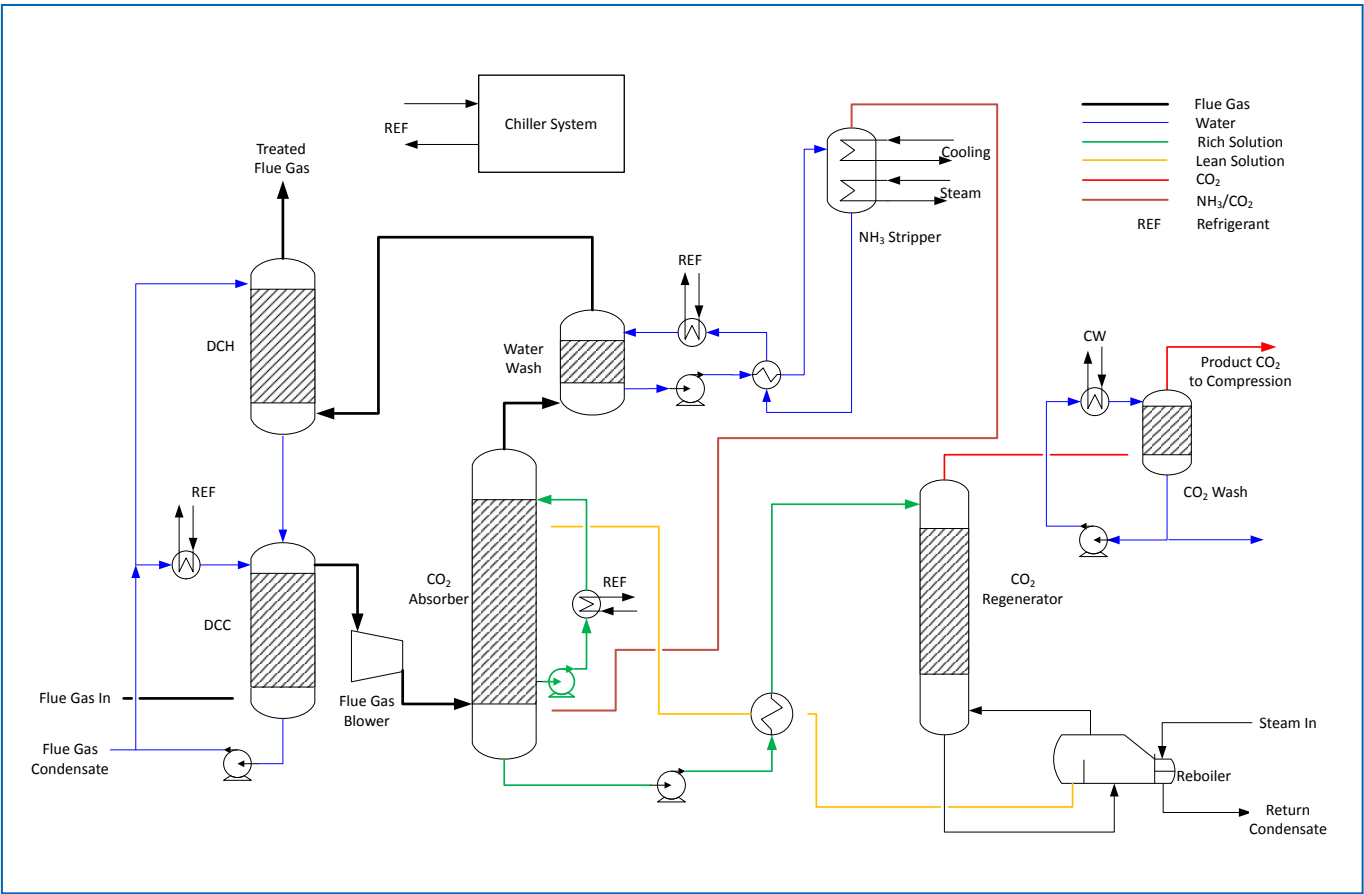 Chiller System
REF
Treated
Flue Gas
Cooling
Steam
NH₃ Stripper
Flue Gas
Water
Rich Solution
Lean Solution
CO₂
NH₃/CO₂
REF Refrigerant
DCH
REF
Water
Wash
CW
Product CO₂
to Compression
CO₂ Wash
REF
DCC
CO₂
Absorber
REF
CO₂
Regenerator
Flue Gas In
Flue Gas
Blower
Flue Gas
Condensate
Steam In
Reboiler
Return
Condensate